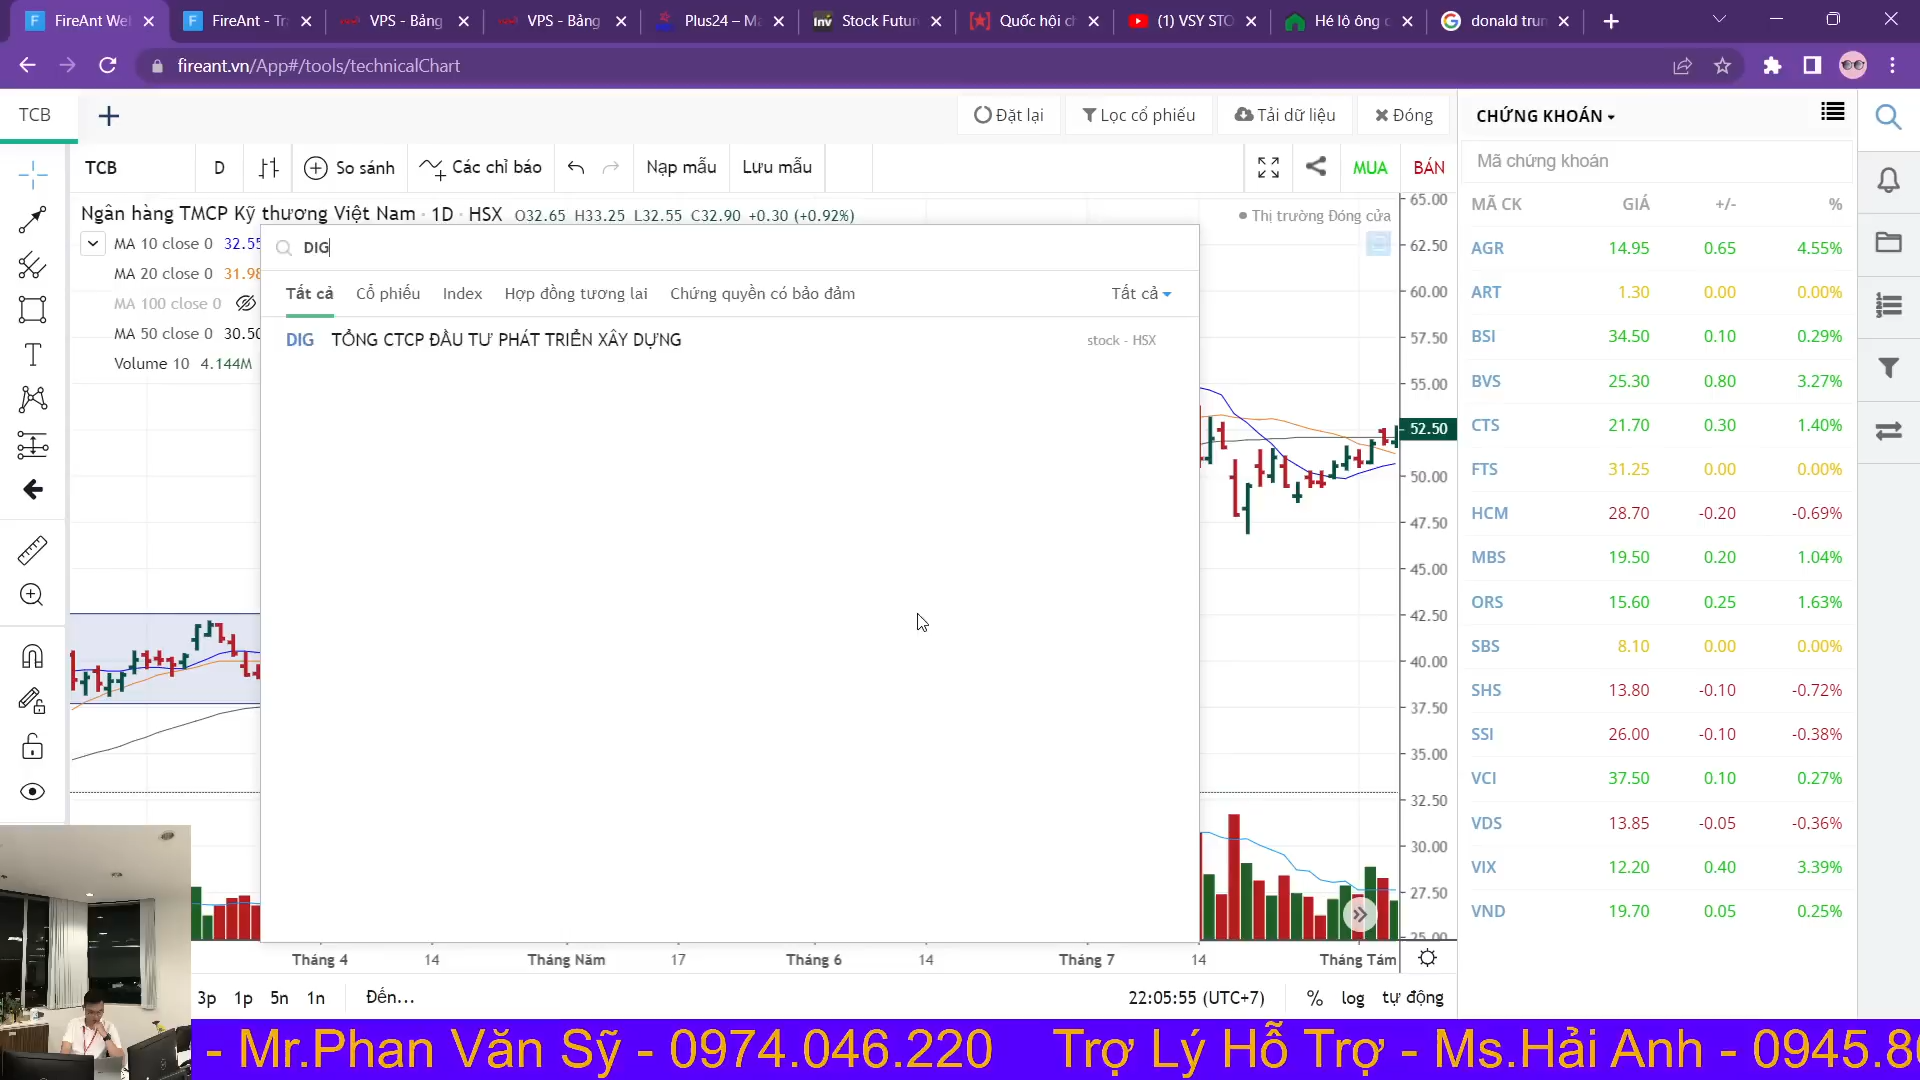 FireAnt We
FireAnt - Tr
VPS - Bảng
VPS - Bảng
Plus24 – M
Stock Futur
Quốc hội c
(1) VSY STO
Hé lộ ông c
donald trun
fireant.vn/App#/tools/technicalChart
TCB
Đặt lại
Lọc cổ phiếu
Tải dữ liệu
Đóng
TCB
D
So sánh
Các chỉ báo
Nạp mẫu
Lưu mẫu
MUA
BÁN
Ngân hàng TMCP Kỹ thương Việt Nam · 1D · HSX O32.65 H33.25 L32.55 C32.90 +0.30 (+0.92%)
Thị trường Đóng cửa
MA 10 close 0 32.55
MA 20 close 0 31.98
MA 100 close 0
MA 50 close 0 30.50
Volume 10 4.144M
DIG
Tất cả
Cổ phiếu
Index
Hợp đồng tương lai
Chứng quyền có bảo đảm
Tất cả
DIG TỔNG CTCP ĐẦU TƯ PHÁT TRIỂN XÂY DỰNG
stock - HSX
65.00
62.50
60.00
57.50
55.00
52.50
50.00
47.50
45.00
42.50
40.00
37.50
35.00
32.50
30.00
27.50
25.00
Tháng 4
14
Tháng Năm
17
Tháng 6
14
Tháng 7
14
Tháng Tám
3p
1p
5n
1n
Đến...
22:05:55 (UTC+7)
%
log
tự động
CHỨNG KHOÁN
Mã chứng khoán
MÃ CK GIÁ +/- %
AGR 14.95 0.65 4.55%
ART 1.30 0.00 0.00%
BSI 34.50 0.10 0.29%
BVS 25.30 0.80 3.27%
CTS 21.70 0.30 1.40%
FTS 31.25 0.00 0.00%
HCM 28.70 -0.20 -0.69%
MBS 19.50 0.20 1.04%
ORS 15.60 0.25 1.63%
SBS 8.10 0.00 0.00%
SHS 13.80 -0.10 -0.72%
SSI 26.00 -0.10 -0.38%
VCI 37.50 0.10 0.27%
VDS 13.85 -0.05 -0.36%
VIX 12.20 0.40 3.39%
VND 19.70 0.05 0.25%
- Mr.Phan Văn Sỹ - 0974.046.220 Trợ Lý Hỗ Trợ - Ms.Hải Anh - 0945.8